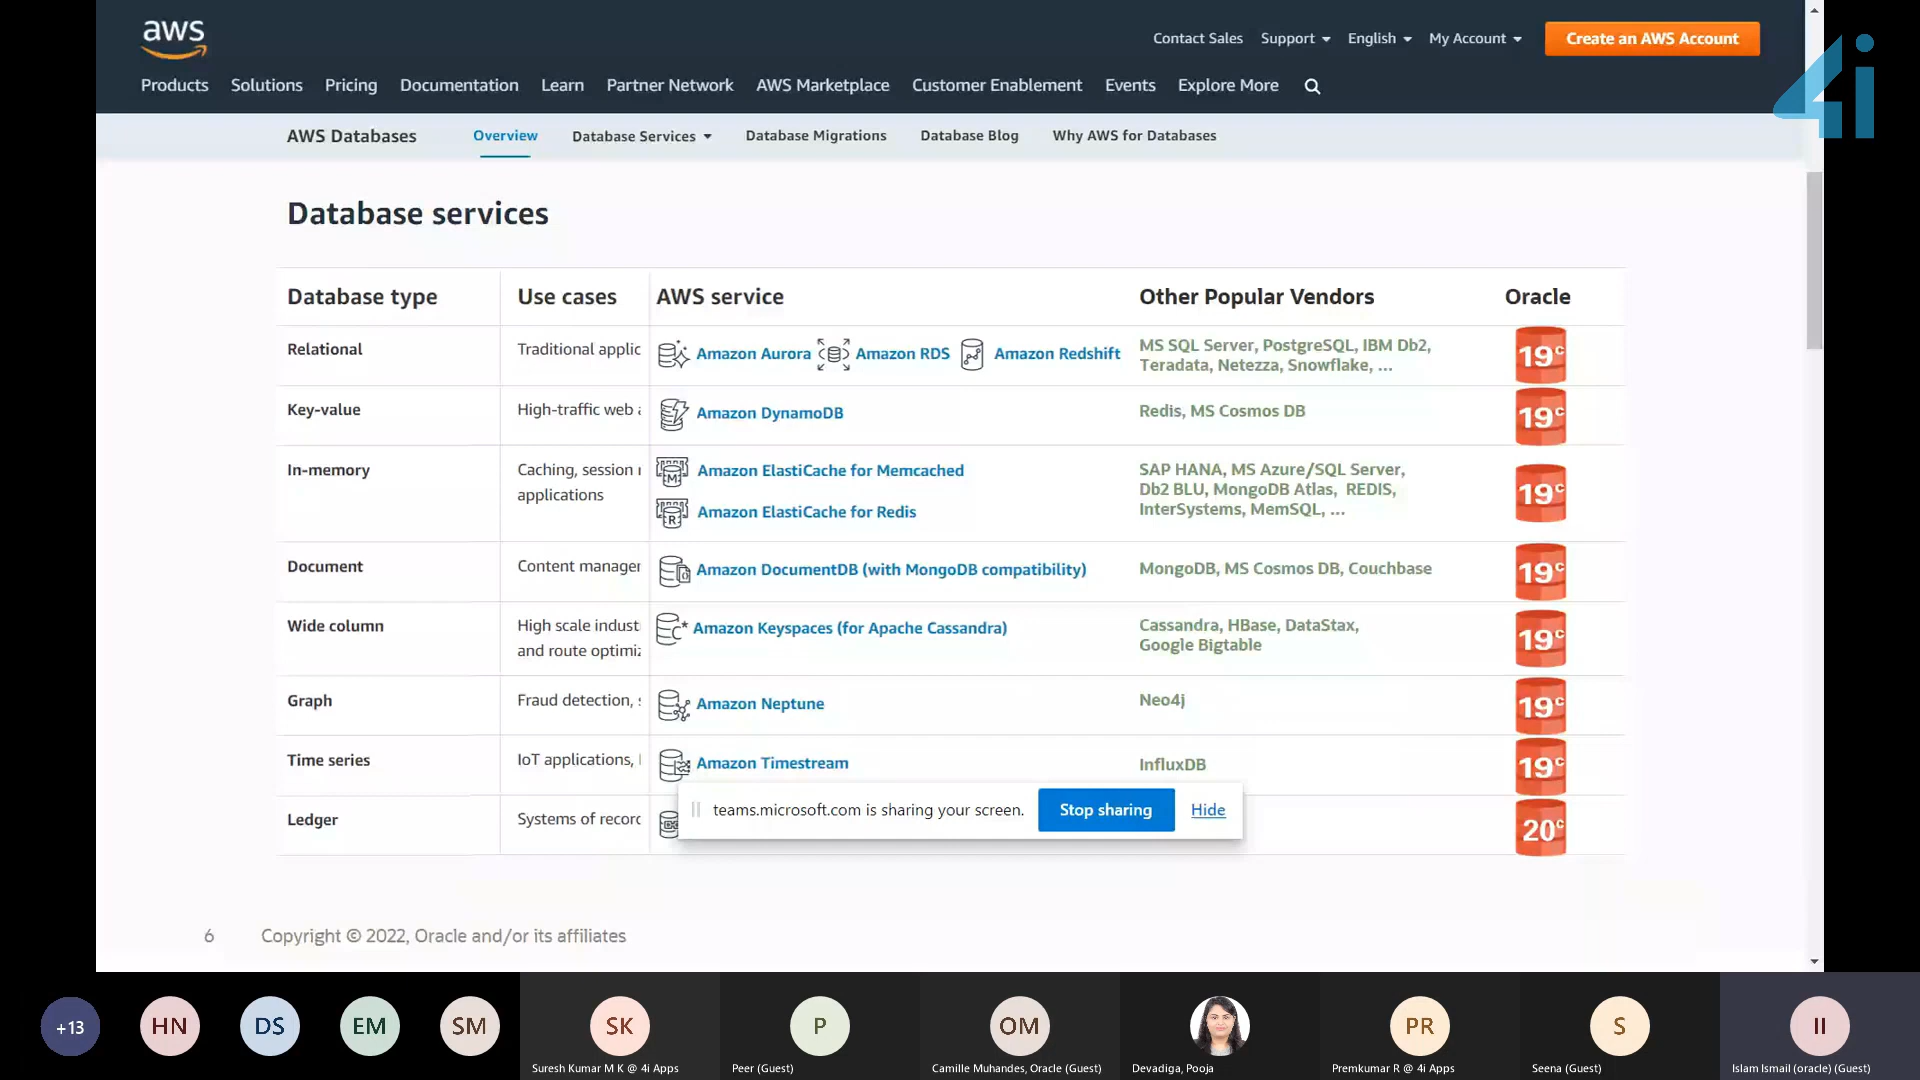 aws
Contact Sales Support English My Account Create an AWS Account
4i
Products Solutions Pricing Documentation Learn Partner Network AWS Marketplace Customer Enablement Events Explore More
AWS Databases Overview Database Services Database Migrations Database Blog Why AWS for Databases
Database services
Database type Use cases AWS service Other Popular Vendors Oracle
Relational Traditional applic Amazon Aurora Amazon RDS Amazon Redshift MS SQL Server, PostgreSQL, IBM Db2,
Teradata, Netezza, Snowflake, ...
19c
Key-value High-traffic web Amazon DynamoDB Redis, MS Cosmos DB 19c
In-memory Caching, session Amazon ElastiCache for Memcached SAP HANA, MS Azure/SQL Server,
applications Db2 BLU, MongoDB Atlas, REDIS, 19c
Amazon ElastiCache for Redis InterSystems, MemSQL, ...
Document Content manager Amazon DocumentDB (with MongoDB compatibility) MongoDB, MS Cosmos DB, Couchbase 19c
Wide column High scale indust Amazon Keyspaces (for Apache Cassandra) Cassandra, HBase, DataStax, 19c
and route optimiz Google Bigtable
Graph Fraud detection, Amazon Neptune Neo4j 19c
Time series IoT applications, Amazon Timestream InfluxDB 19c
teams.microsoft.com is sharing your screen. Stop sharing Hide
Ledger Systems of record 20c
6 Copyright © 2022, Oracle and/or its affiliates
+13 HN DS EM SM SK P OM PR S II
Suresh Kumar M K @ 4i Apps Peer (Guest) Camille Muhandes, Oracle (Guest) Devadiga, Pooja Premkumar R @ 4i Apps Seena (Guest) Islam Ismail (oracle) (Guest)